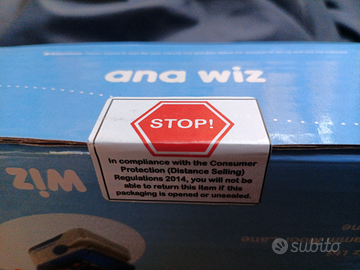 ana wiz
STOP!
In compliance with the Consumer
Protection (Distance Selling)
Regulations 2014, you will not be
able to return this item if this
packaging is opened or unsealed.
wiz
subito